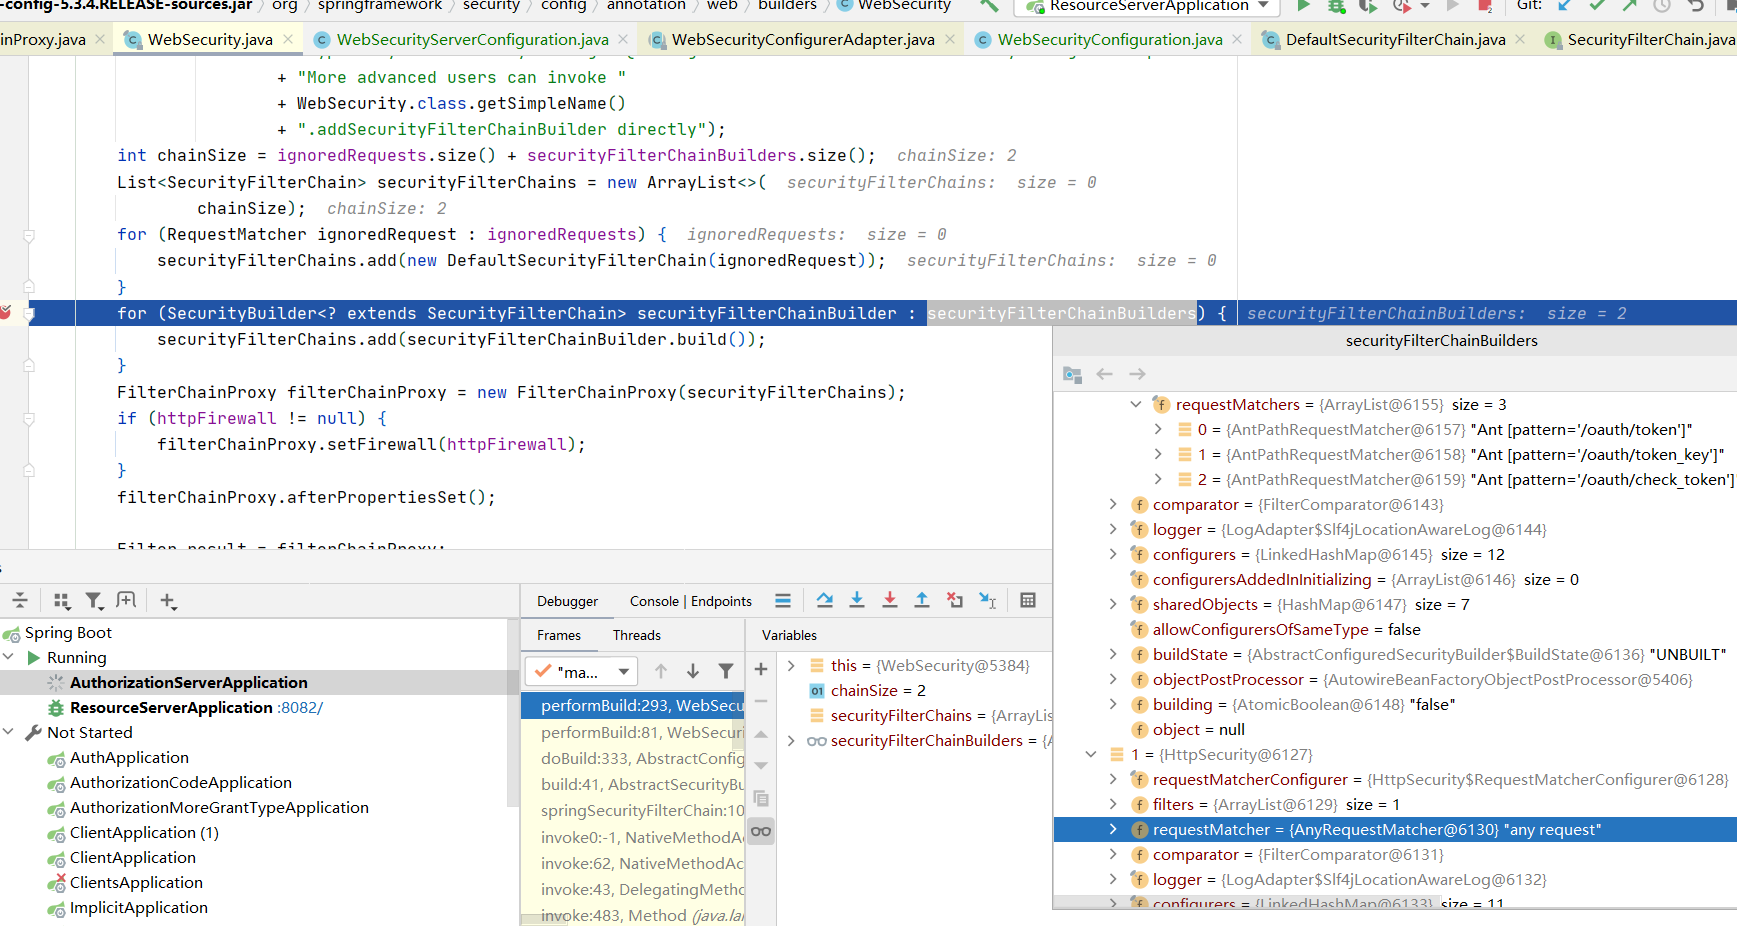 -config-5.3.4.RELEASE-sources.jar org springframework security config annotation web builders WebSecurity ResourceServerApplication Git:
inProxy.java WebSecurity.java WebSecurityServerConfiguration.java WebSecurityConfigurerAdapter.java WebSecurityConfiguration.java DefaultSecurityFilterChain.java SecurityFilterChain.java
+ "More advanced users can invoke "
+ WebSecurity.class.getSimpleName()
+ ".addSecurityFilterChainBuilder directly");
int chainSize = ignoredRequests.size() + securityFilterChainBuilders.size(); chainSize: 2
List<SecurityFilterChain> securityFilterChains = new ArrayList<>( securityFilterChains: size = 0
chainSize); chainSize: 2
for (RequestMatcher ignoredRequest : ignoredRequests) { ignoredRequests: size = 0
securityFilterChains.add(new DefaultSecurityFilterChain(ignoredRequest)); securityFilterChains: size = 0
}
for (SecurityBuilder<? extends SecurityFilterChain> securityFilterChainBuilder : securityFilterChainBuilders) { securityFilterChainBuilders: size = 2
securityFilterChains.add(securityFilterChainBuilder.build());
}
FilterChainProxy filterChainProxy = new FilterChainProxy(securityFilterChains);
if (httpFirewall != null) {
filterChainProxy.setFirewall(httpFirewall);
}
filterChainProxy.afterPropertiesSet();
Filter result = filterChainProxy;
securityFilterChainBuilders
requestMatchers = {ArrayList@6155} size = 3
0 = {AntPathRequestMatcher@6157} "Ant [pattern='/oauth/token']"
1 = {AntPathRequestMatcher@6158} "Ant [pattern='/oauth/token_key']"
2 = {AntPathRequestMatcher@6159} "Ant [pattern='/oauth/check_token']
comparator = {FilterComparator@6143}
logger = {LogAdapter$Slf4jLocationAwareLog@6144}
configurers = {LinkedHashMap@6145} size = 12
configurersAddedInInitializing = {ArrayList@6146} size = 0
sharedObjects = {HashMap@6147} size = 7
allowConfigurersOfSameType = false
buildState = {AbstractConfiguredSecurityBuilder$BuildState@6136} "UNBUILT"
objectPostProcessor = {AutowireBeanFactoryObjectPostProcessor@5406}
building = {AtomicBoolean@6148} "false"
object = null
1 = {HttpSecurity@6127}
requestMatcherConfigurer = {HttpSecurity$RequestMatcherConfigurer@6128}
filters = {ArrayList@6129} size = 1
requestMatcher = {AnyRequestMatcher@6130} "any request"
comparator = {FilterComparator@6131}
logger = {LogAdapter$Slf4jLocationAwareLog@6132}
configurers = {LinkedHashMap@6133} size = 11
Spring Boot
Running
AuthorizationServerApplication
ResourceServerApplication :8082/
Not Started
AuthApplication
AuthorizationCodeApplication
AuthorizationMoreGrantTypeApplication
ClientApplication (1)
ClientApplication
ClientsApplication
ImplicitApplication
Debugger Console | Endpoints
Frames Threads
"ma...
performBuild:293, WebSecu
performBuild:81, WebSecuri
doBuild:333, AbstractConfig
build:41, AbstractSecurityBu
springSecurityFilterChain:10
invoke0:-1, NativeMethodA
invoke:62, NativeMethodAc
invoke:43, DelegatingMetho
invoke:483, Method (java.la
Variables
this = {WebSecurity@5384}
01 chainSize = 2
securityFilterChains = {ArrayLis
securityFilterChainBuilders = {A